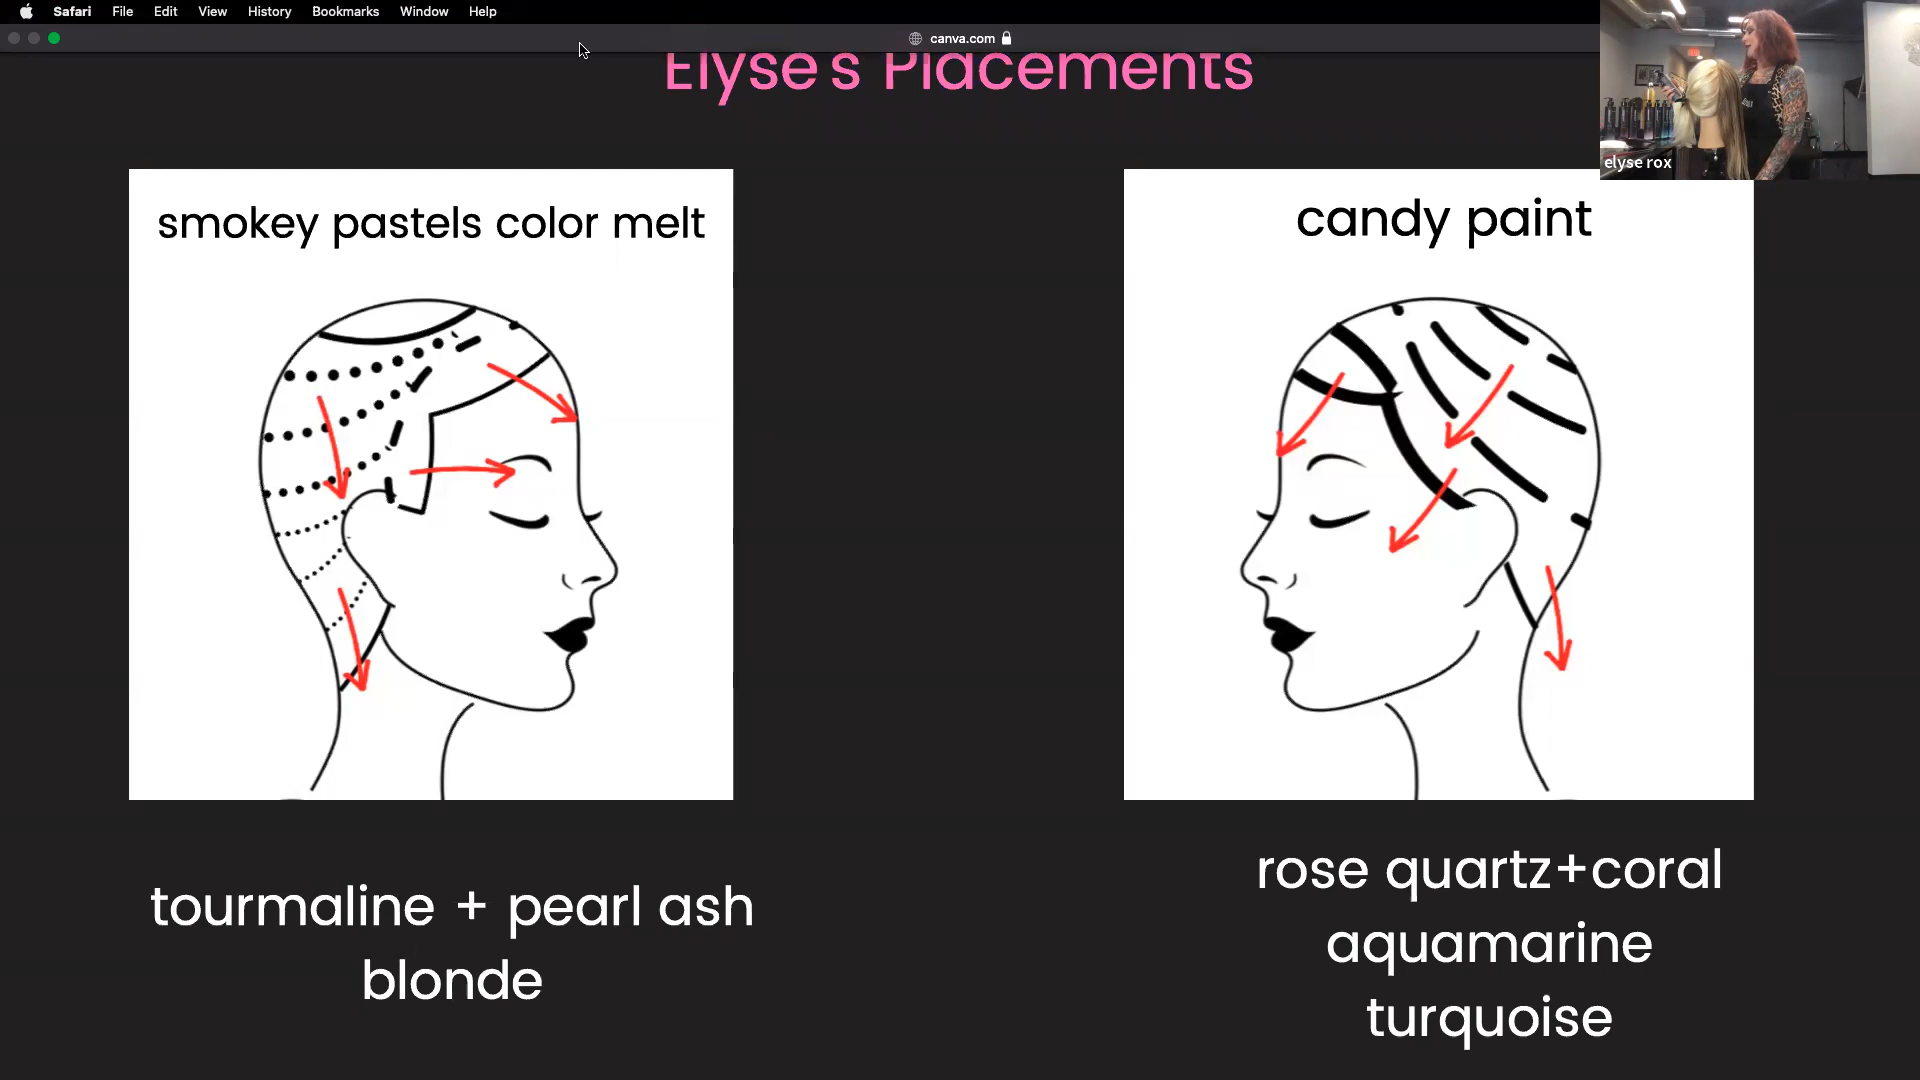 Safari File Edit View History Bookmarks Window Help
canva.com
Elyse's Placements
elyse rox
smokey pastels color melt
candy paint
tourmaline + pearl ash
blonde
rose quartz+coral
aquamarine
turquoise